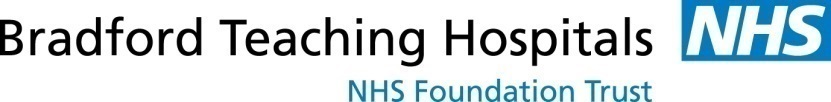 Bradford Teaching Hospitals NHS
NHS Foundation Trust